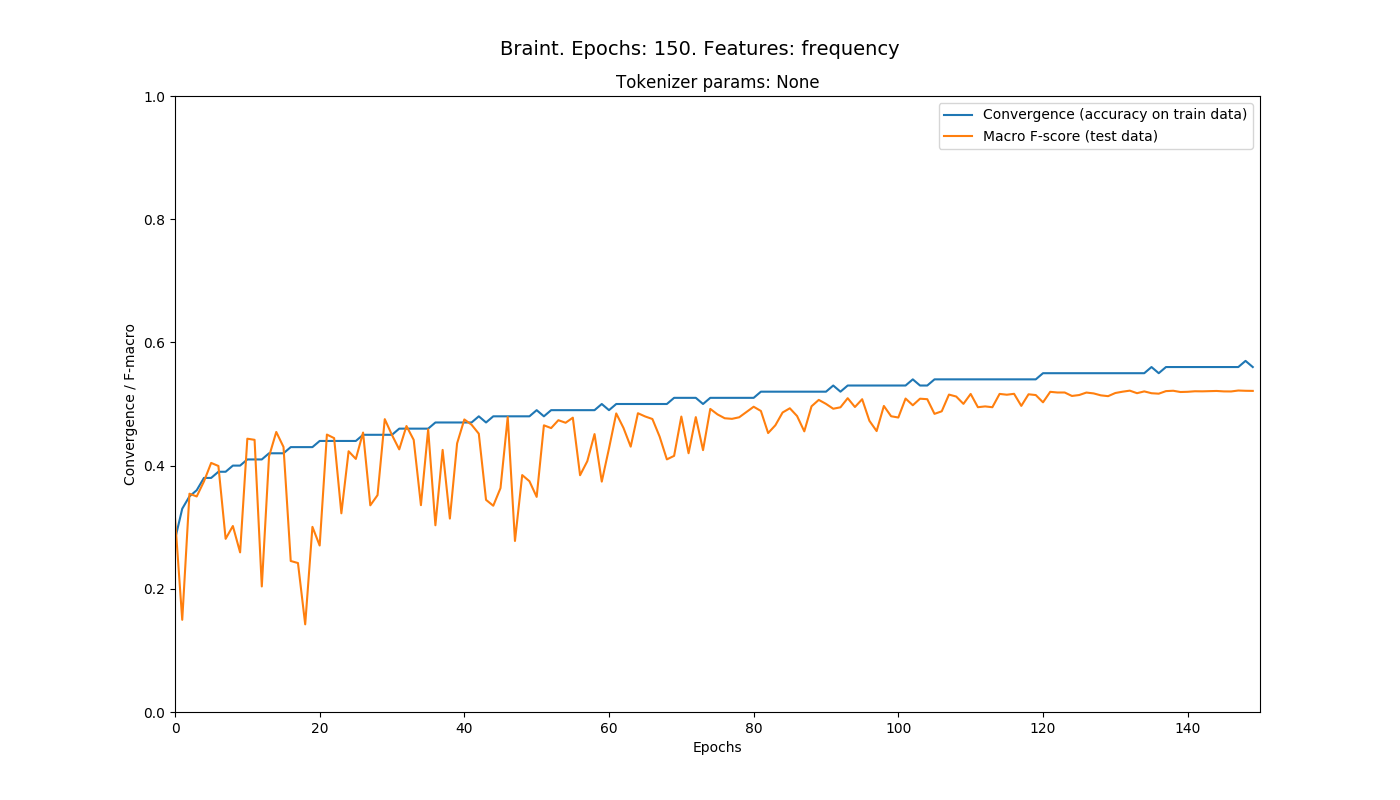 Braint. Epochs: 150. Features: frequency
Tokenizer params: None
Convergence (accuracy on train data)
Macro F-score (test data)
Convergence / F-macro
1.0
0.8
0.6
0.4
0.2
0.0
0 20 40 60 80 100 120 140
Epochs